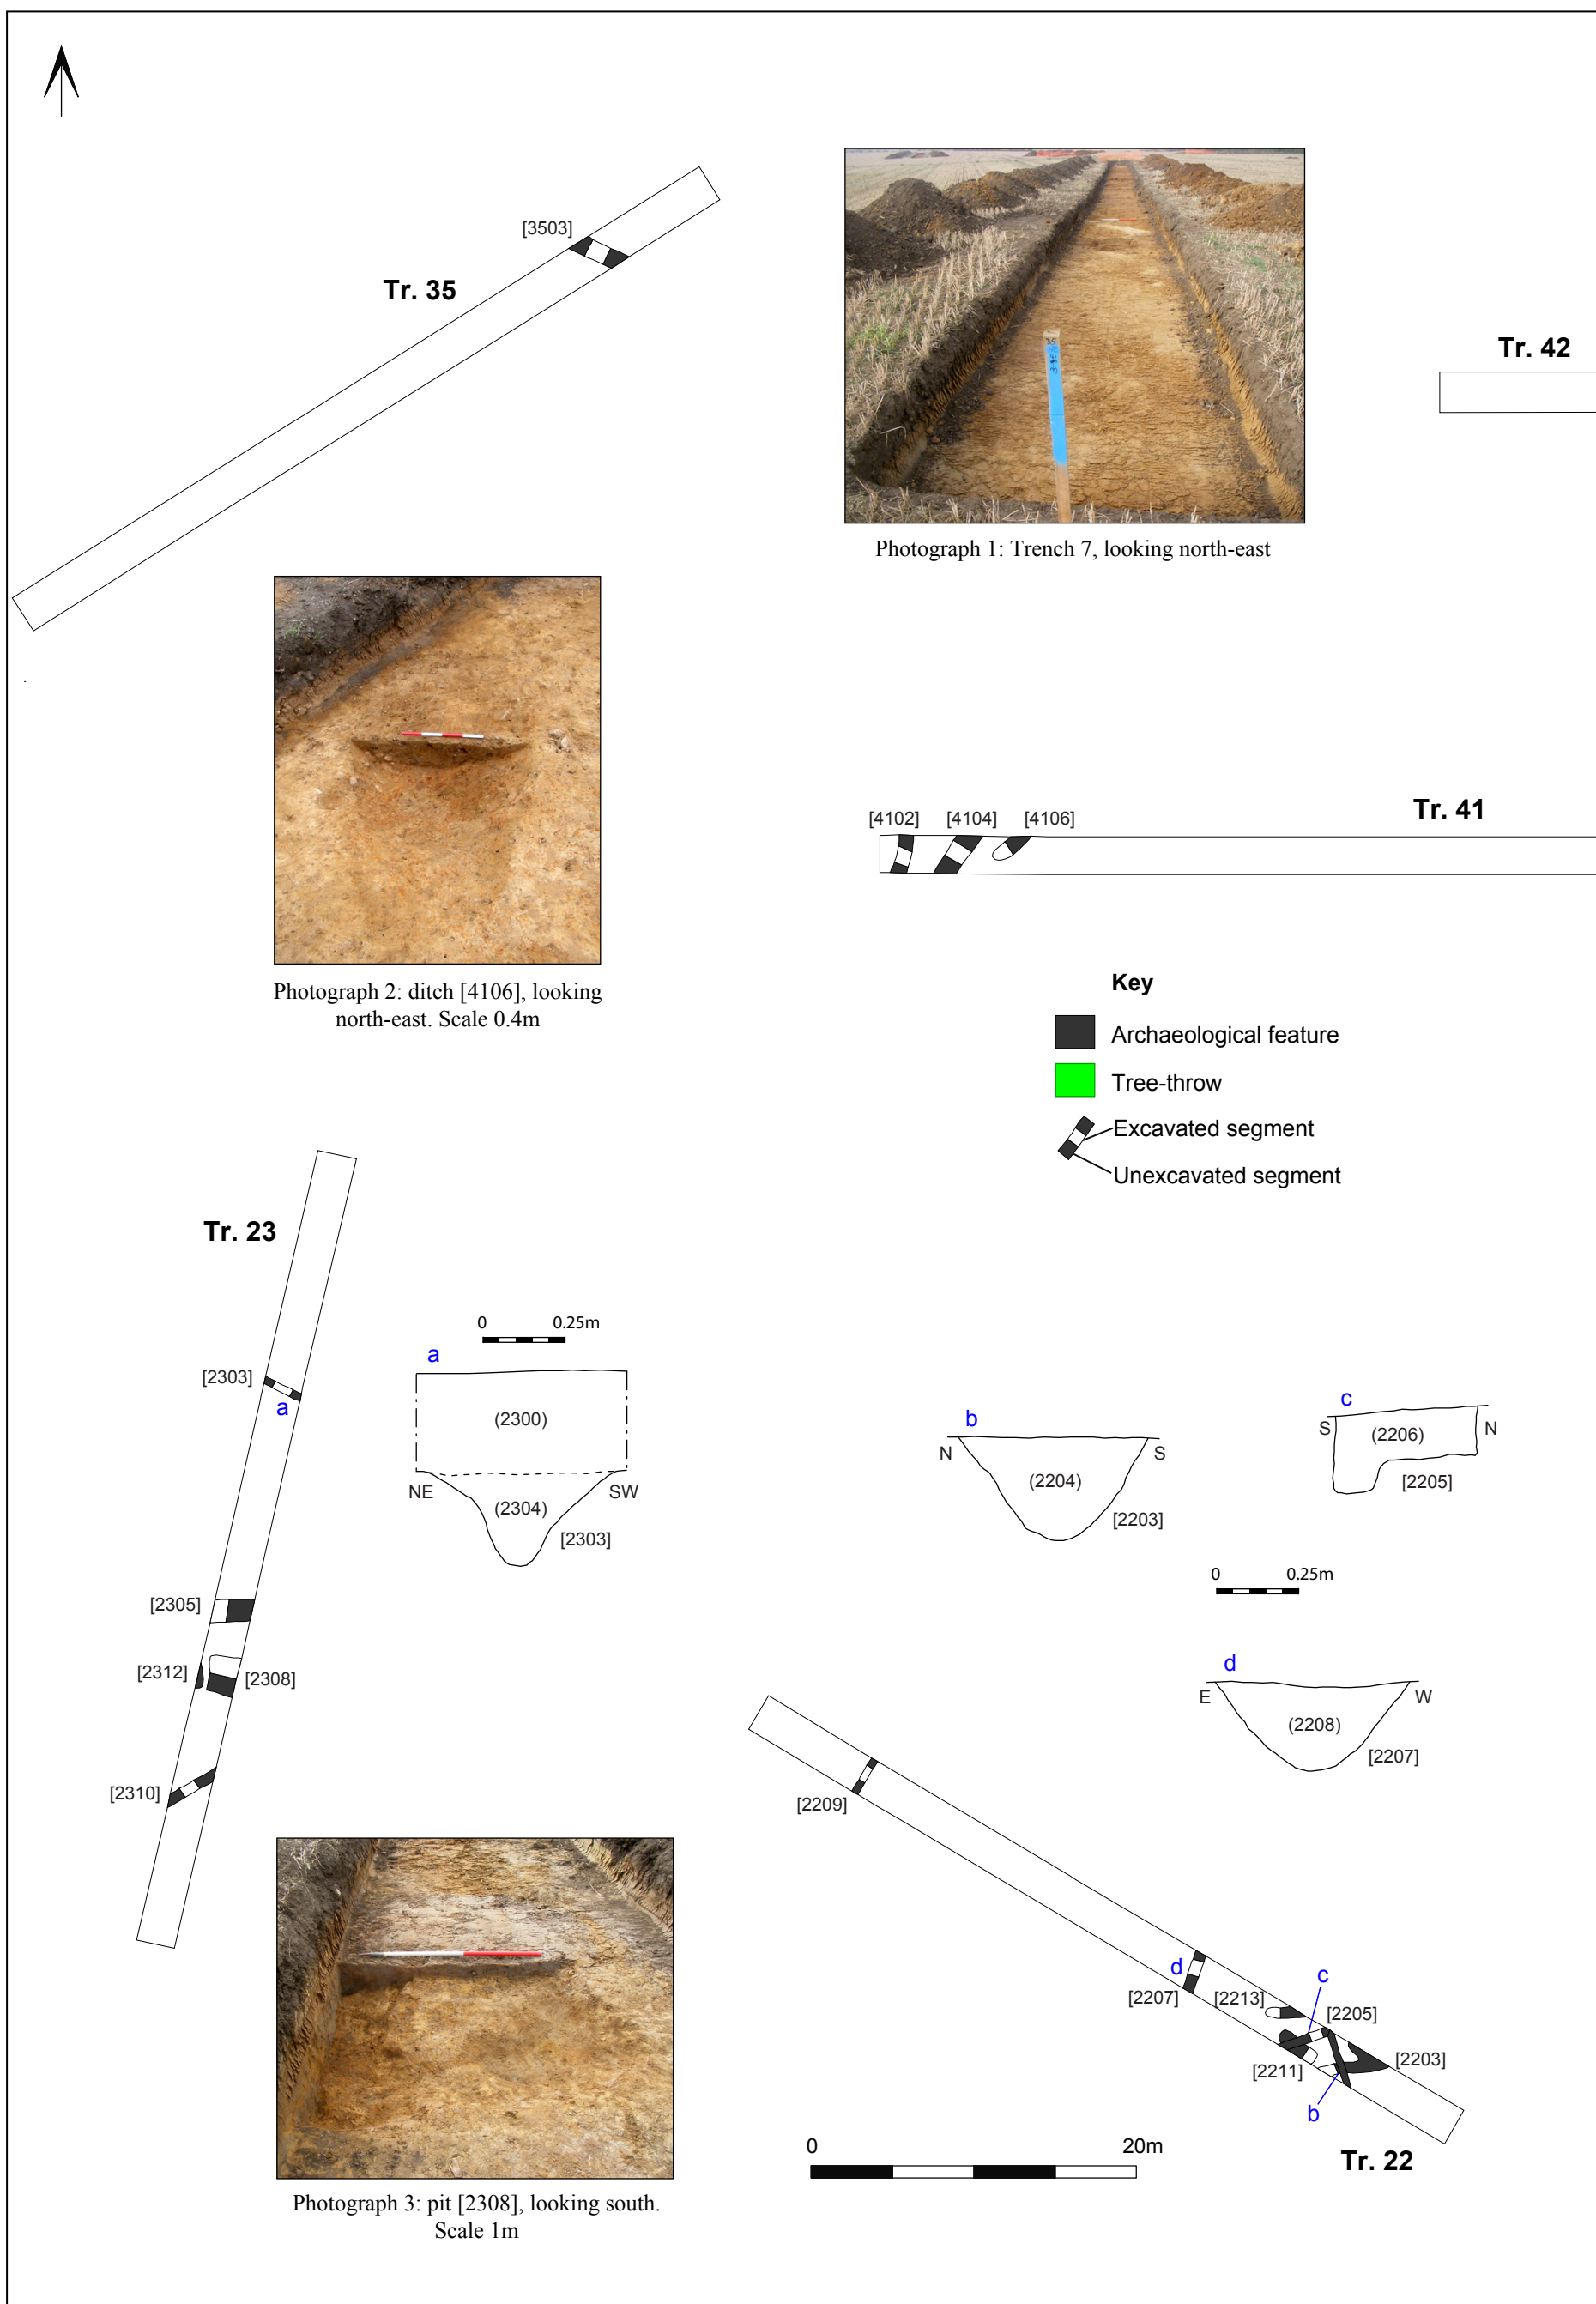 [3503]
Tr. 35
Photograph 1: Trench 7, looking north-east
Tr. 42
Photograph 2: ditch [4106], looking
north-east. Scale 0.4m
Tr. 41
[4102]
[4104]
[4106]
Key
Archaeological feature
Tree-throw
Excavated segment
Unexcavated segment
Tr. 23
[2303]
a
[2305]
[2312]
[2308]
[2310]
0 0.25m
a
(2300)
NE
SW
(2304)
[2303]
b
N
S
(2204)
[2203]
c
S
N
(2206)
[2205]
0 0.25m
d
E
W
(2208)
[2207]
[2209]
d
[2207]
[2213]
c
[2205]
[2203]
[2211]
b
Tr. 22
0 20m
Photograph 3: pit [2308], looking south.
Scale 1m